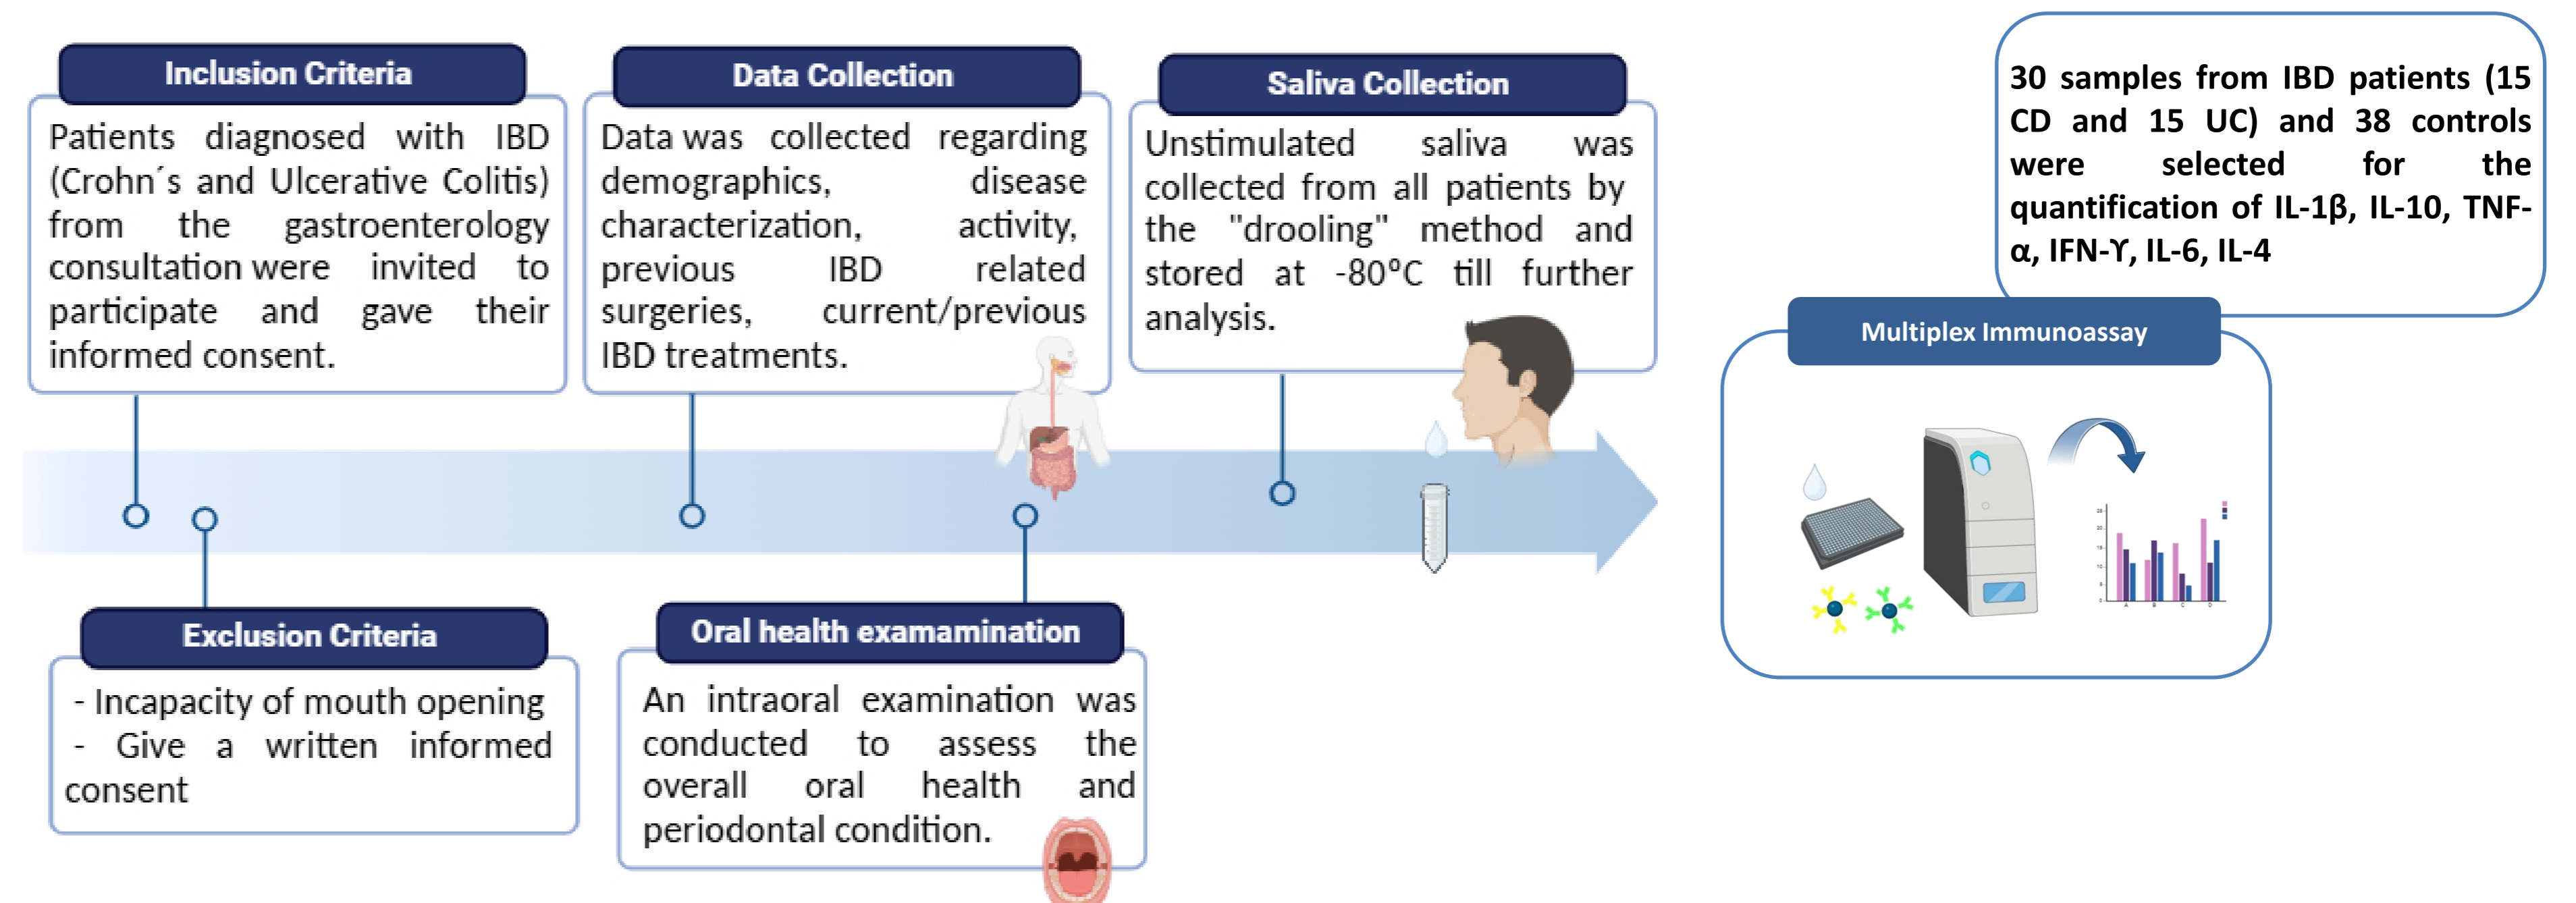 Inclusion Criteria
Patients diagnosed with IBD
(Crohn´s and Ulcerative Colitis)
from the gastroenterology
consultation were invited to
participate and gave their
informed consent.
Data Collection
Data was collected regarding
demographics, disease
characterization, activity,
previous IBD related
surgeries, current/previous
IBD treatments.
Saliva Collection
Unstimulated saliva was
collected from all patients by
the "drooling" method and
stored at -80ºC till further
analysis.
30 samples from IBD patients (15
CD and 15 UC) and 38 controls
were selected for the
quantification of IL-1β, IL-10, TNF-
α, IFN-ϒ, IL-6, IL-4
Multiplex Immunoassay
Exclusion Criteria
- Incapacity of mouth opening
- Give a written informed
consent
Oral health examamination
An intraoral examination was
conducted to assess the
overall oral health and
periodontal condition.
A B C D